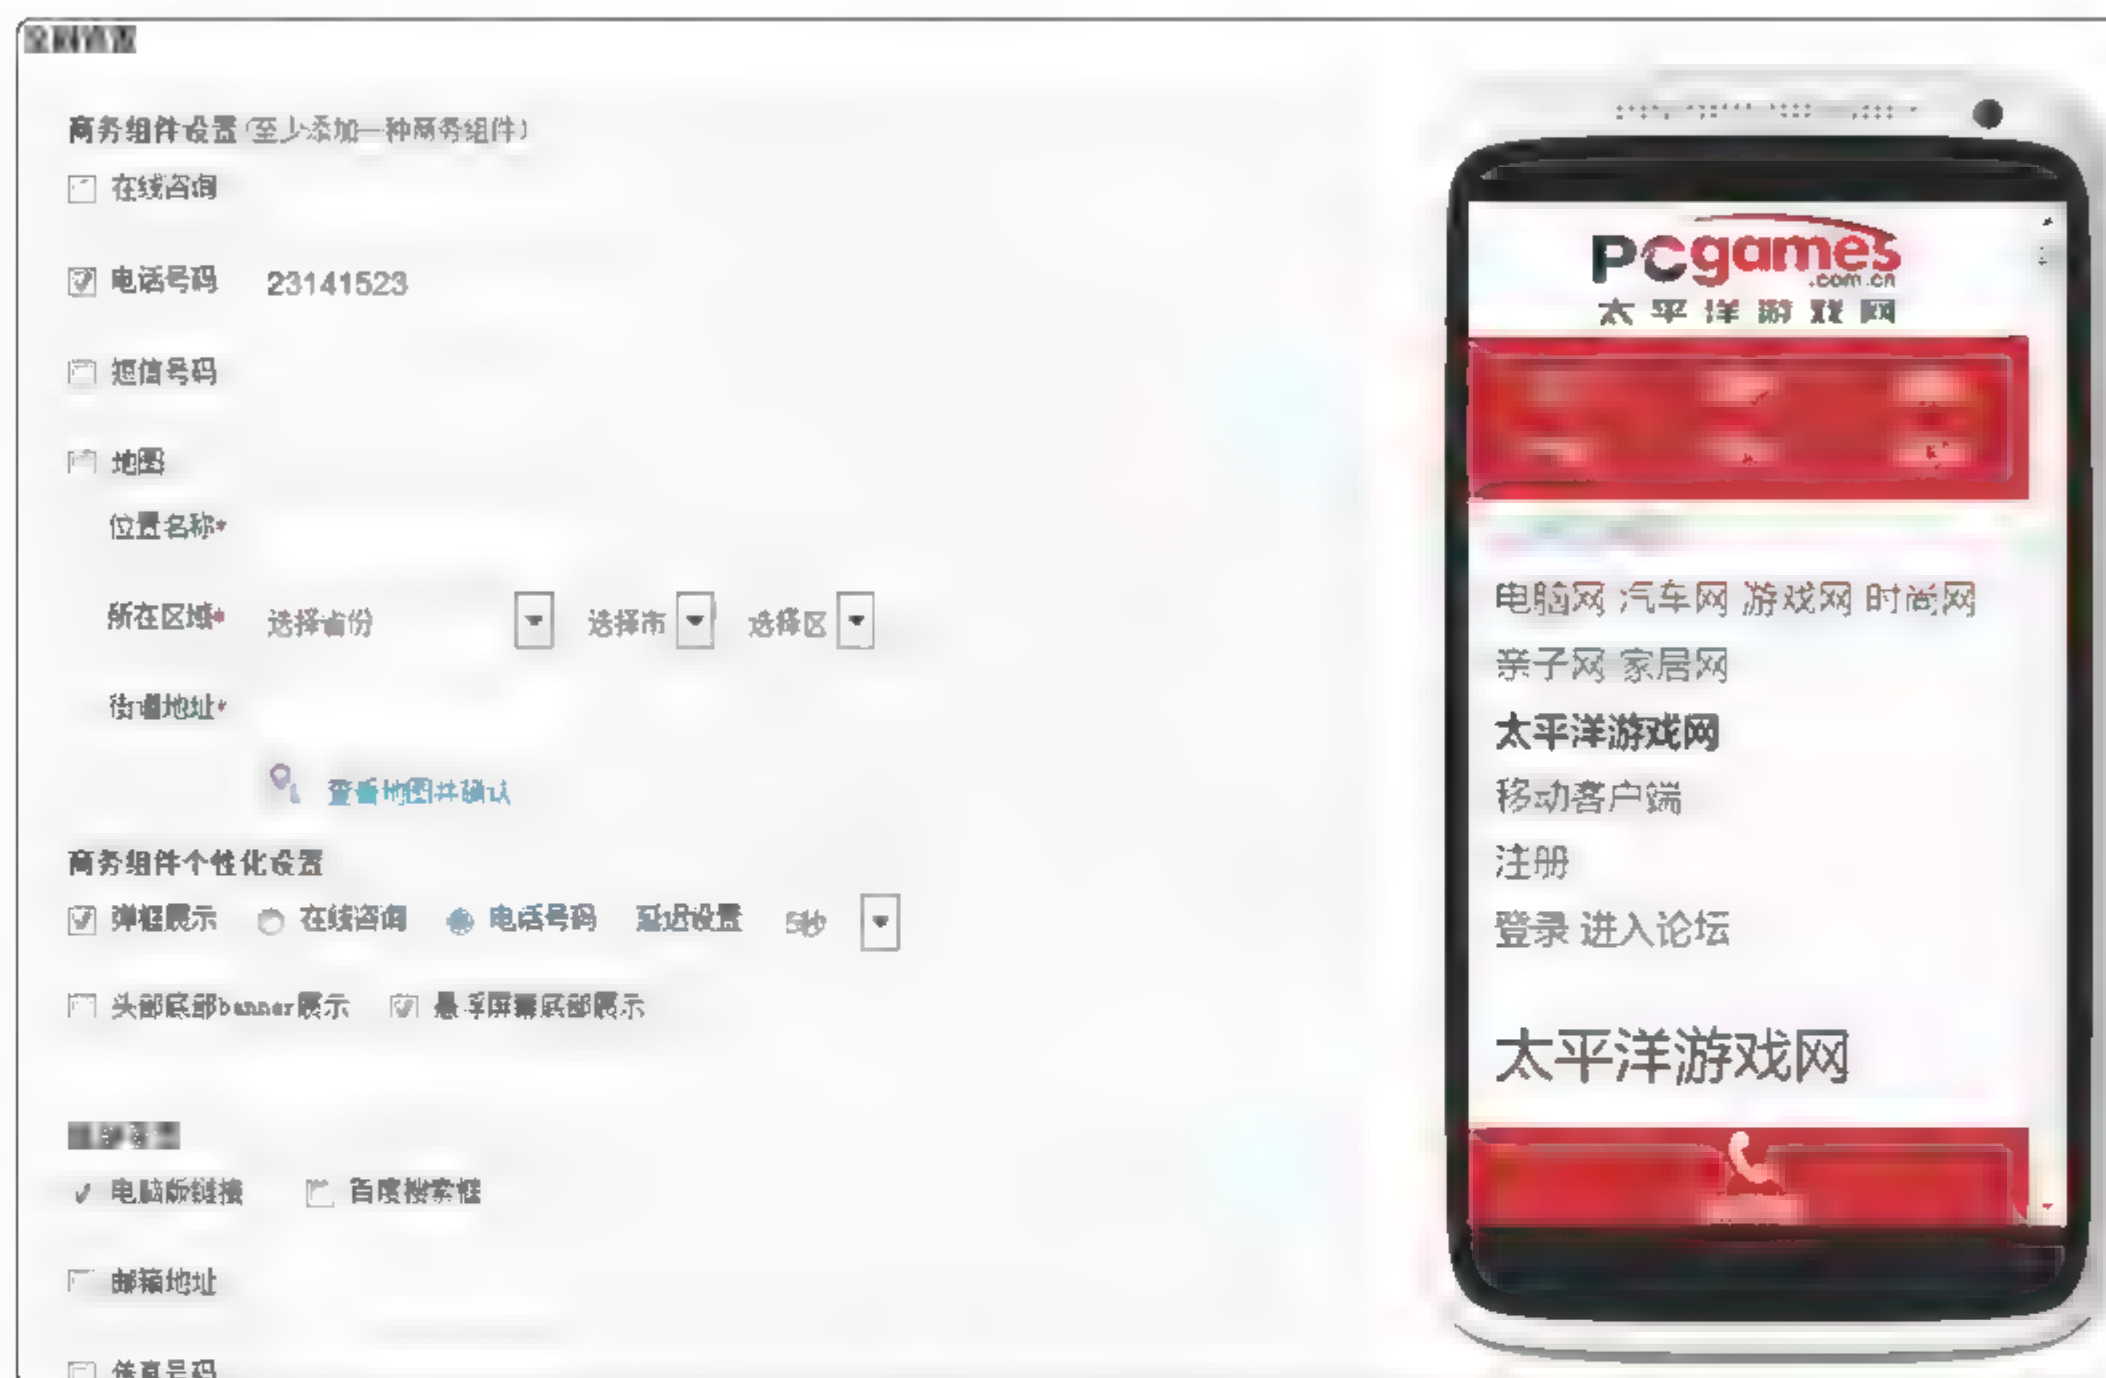 商务组件设置(至少添加一种商务组件)
在线咨询
电话号码 23141523
短信号码
地图
位置名称*
所在区域* 选择省份 选择市 选择区
街道地址*
查看地图并确认
商务组件个性化设置
弹框展示 在线咨询 电话号码 延迟设置 5秒
头部底部banner展示 悬浮屏幕底部展示
电脑版链接 百度搜索框
邮箱地址
传真号码
PCgames
.com.cn
太平洋游戏网
电脑网 汽车网 游戏网 时尚网
亲子网 家居网
太平洋游戏网
移动客户端
注册
登录 进入论坛
太平洋游戏网